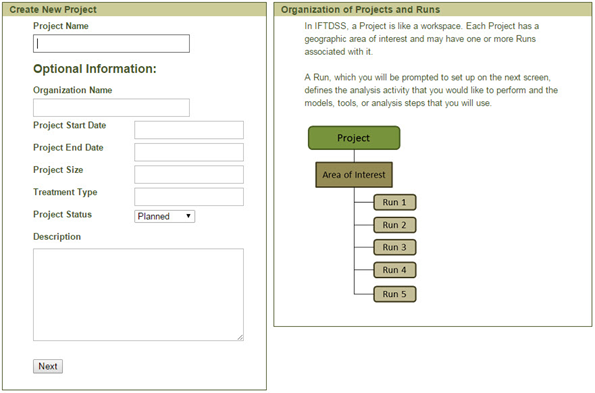 Create New Project
Project Name
Optional Information:
Organization Name
Project Start Date
Project End Date
Project Size
Treatment Type
Project Status
Planned
Description
Next
Organization of Projects and Runs
In IFTDSS, a Project is like a workspace. Each Project has a
geographic area of interest and may have one or more Runs
associated with it.
A Run, which you will be prompted to set up on the next screen,
defines the analysis activity that you would like to perform and the
models, tools, or analysis steps that you will use.
Project
Area of Interest
Run 1
Run 2
Run 3
Run 4
Run 5